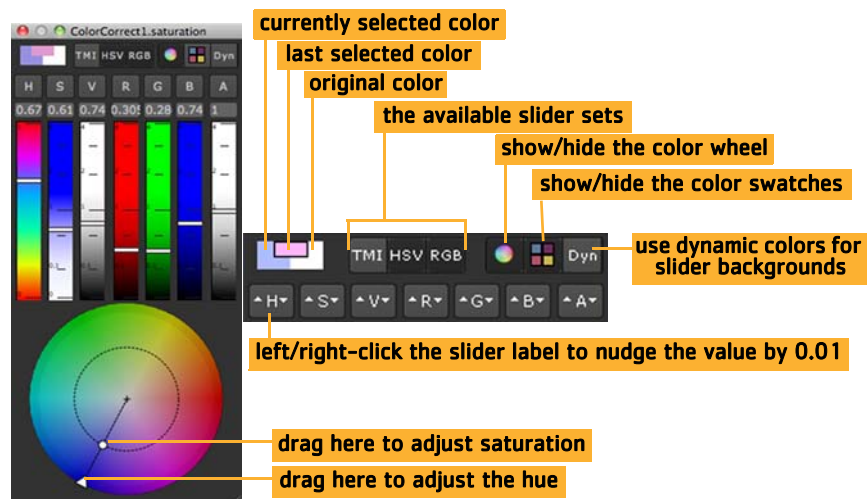 currently selected color
last selected color
original color
the available slider sets
show/hide the color wheel
show/hide the color swatches
use dynamic colors for
slider backgrounds
left/right-click the slider label to nudge the value by 0.01
drag here to adjust saturation
drag here to adjust the hue
ColorCorrect1.saturation
TMI HSV RGB Dyn
H S V R G B A
0.67 0.61 0.74 0.305 0.28 0.74 1
TMI HSV RGB Dyn
H S V R G B A